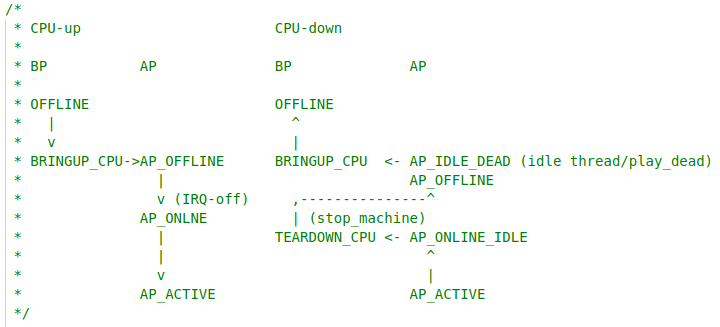 /*
 * CPU-up                       CPU-down
 *
 * BP           AP              BP              AP
 *
 * OFFLINE                      OFFLINE
 *   |                            ^
 *   v                            |
 * BRINGUP_CPU->AP_OFFLINE      BRINGUP_CPU  <- AP_IDLE_DEAD (idle thread/play_dead)
 *                |                             AP_OFFLINE
 *                v (IRQ-off)     ,---------------^
 *              AP_ONLNE          | (stop_machine)
 *                |             TEARDOWN_CPU <- AP_ONLINE_IDLE
 *                |                               ^
 *                v                               |
 *              AP_ACTIVE                       AP_ACTIVE
 */